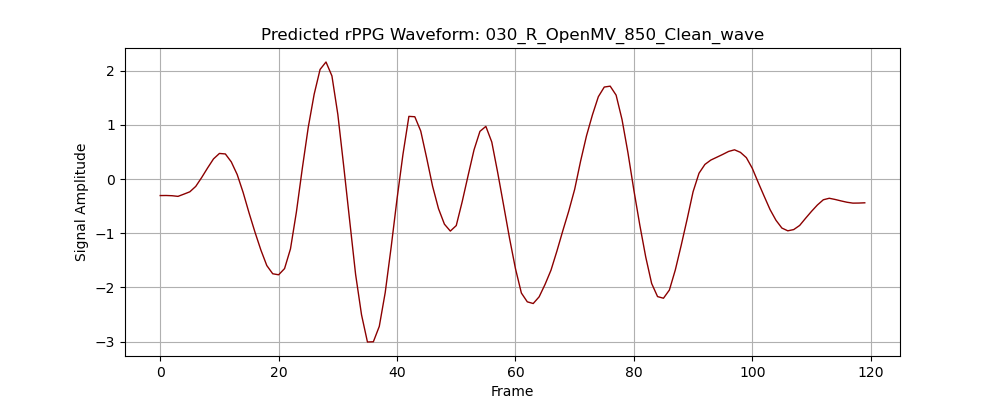 Predicted rPPG Waveform: 030_R_OpenMV_850_Clean_wave
Signal Amplitude
2
1
0
−1
−2
−3
0 20 40 60 80 100 120
Frame